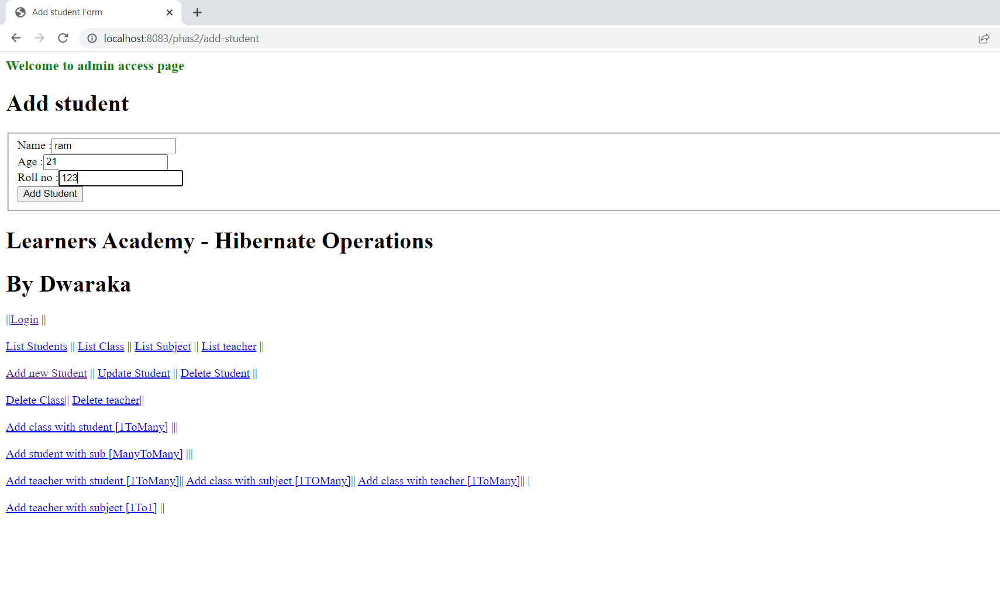 Add student Form
localhost:8083/phas2/add-student
Welcome to admin access page
Add student
Name :ram
Age :21
Roll no :123
Add Student
Learners Academy - Hibernate Operations
By Dwaraka
||Login ||
List Students || List Class || List Subject || List teacher ||
Add new Student || Update Student || Delete Student ||
Delete Class|| Delete teacher||
Add class with student [1ToMany] |||
Add student with sub [ManyToMany] |||
Add teacher with student [1ToMany]|| Add class with subject [1TOMany]|| Add class with teacher [1ToMany]|| |
Add teacher with subject [1To1] ||